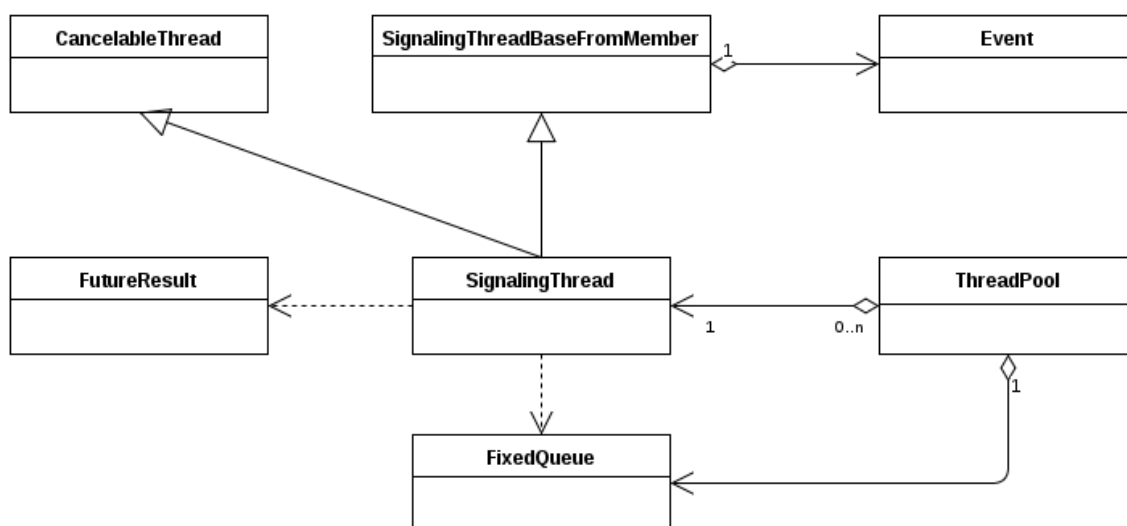 CancelableThread
SignalingThreadBaseFromMember
1
Event
FutureResult
SignalingThread
1
0..n
ThreadPool
1
FixedQueue